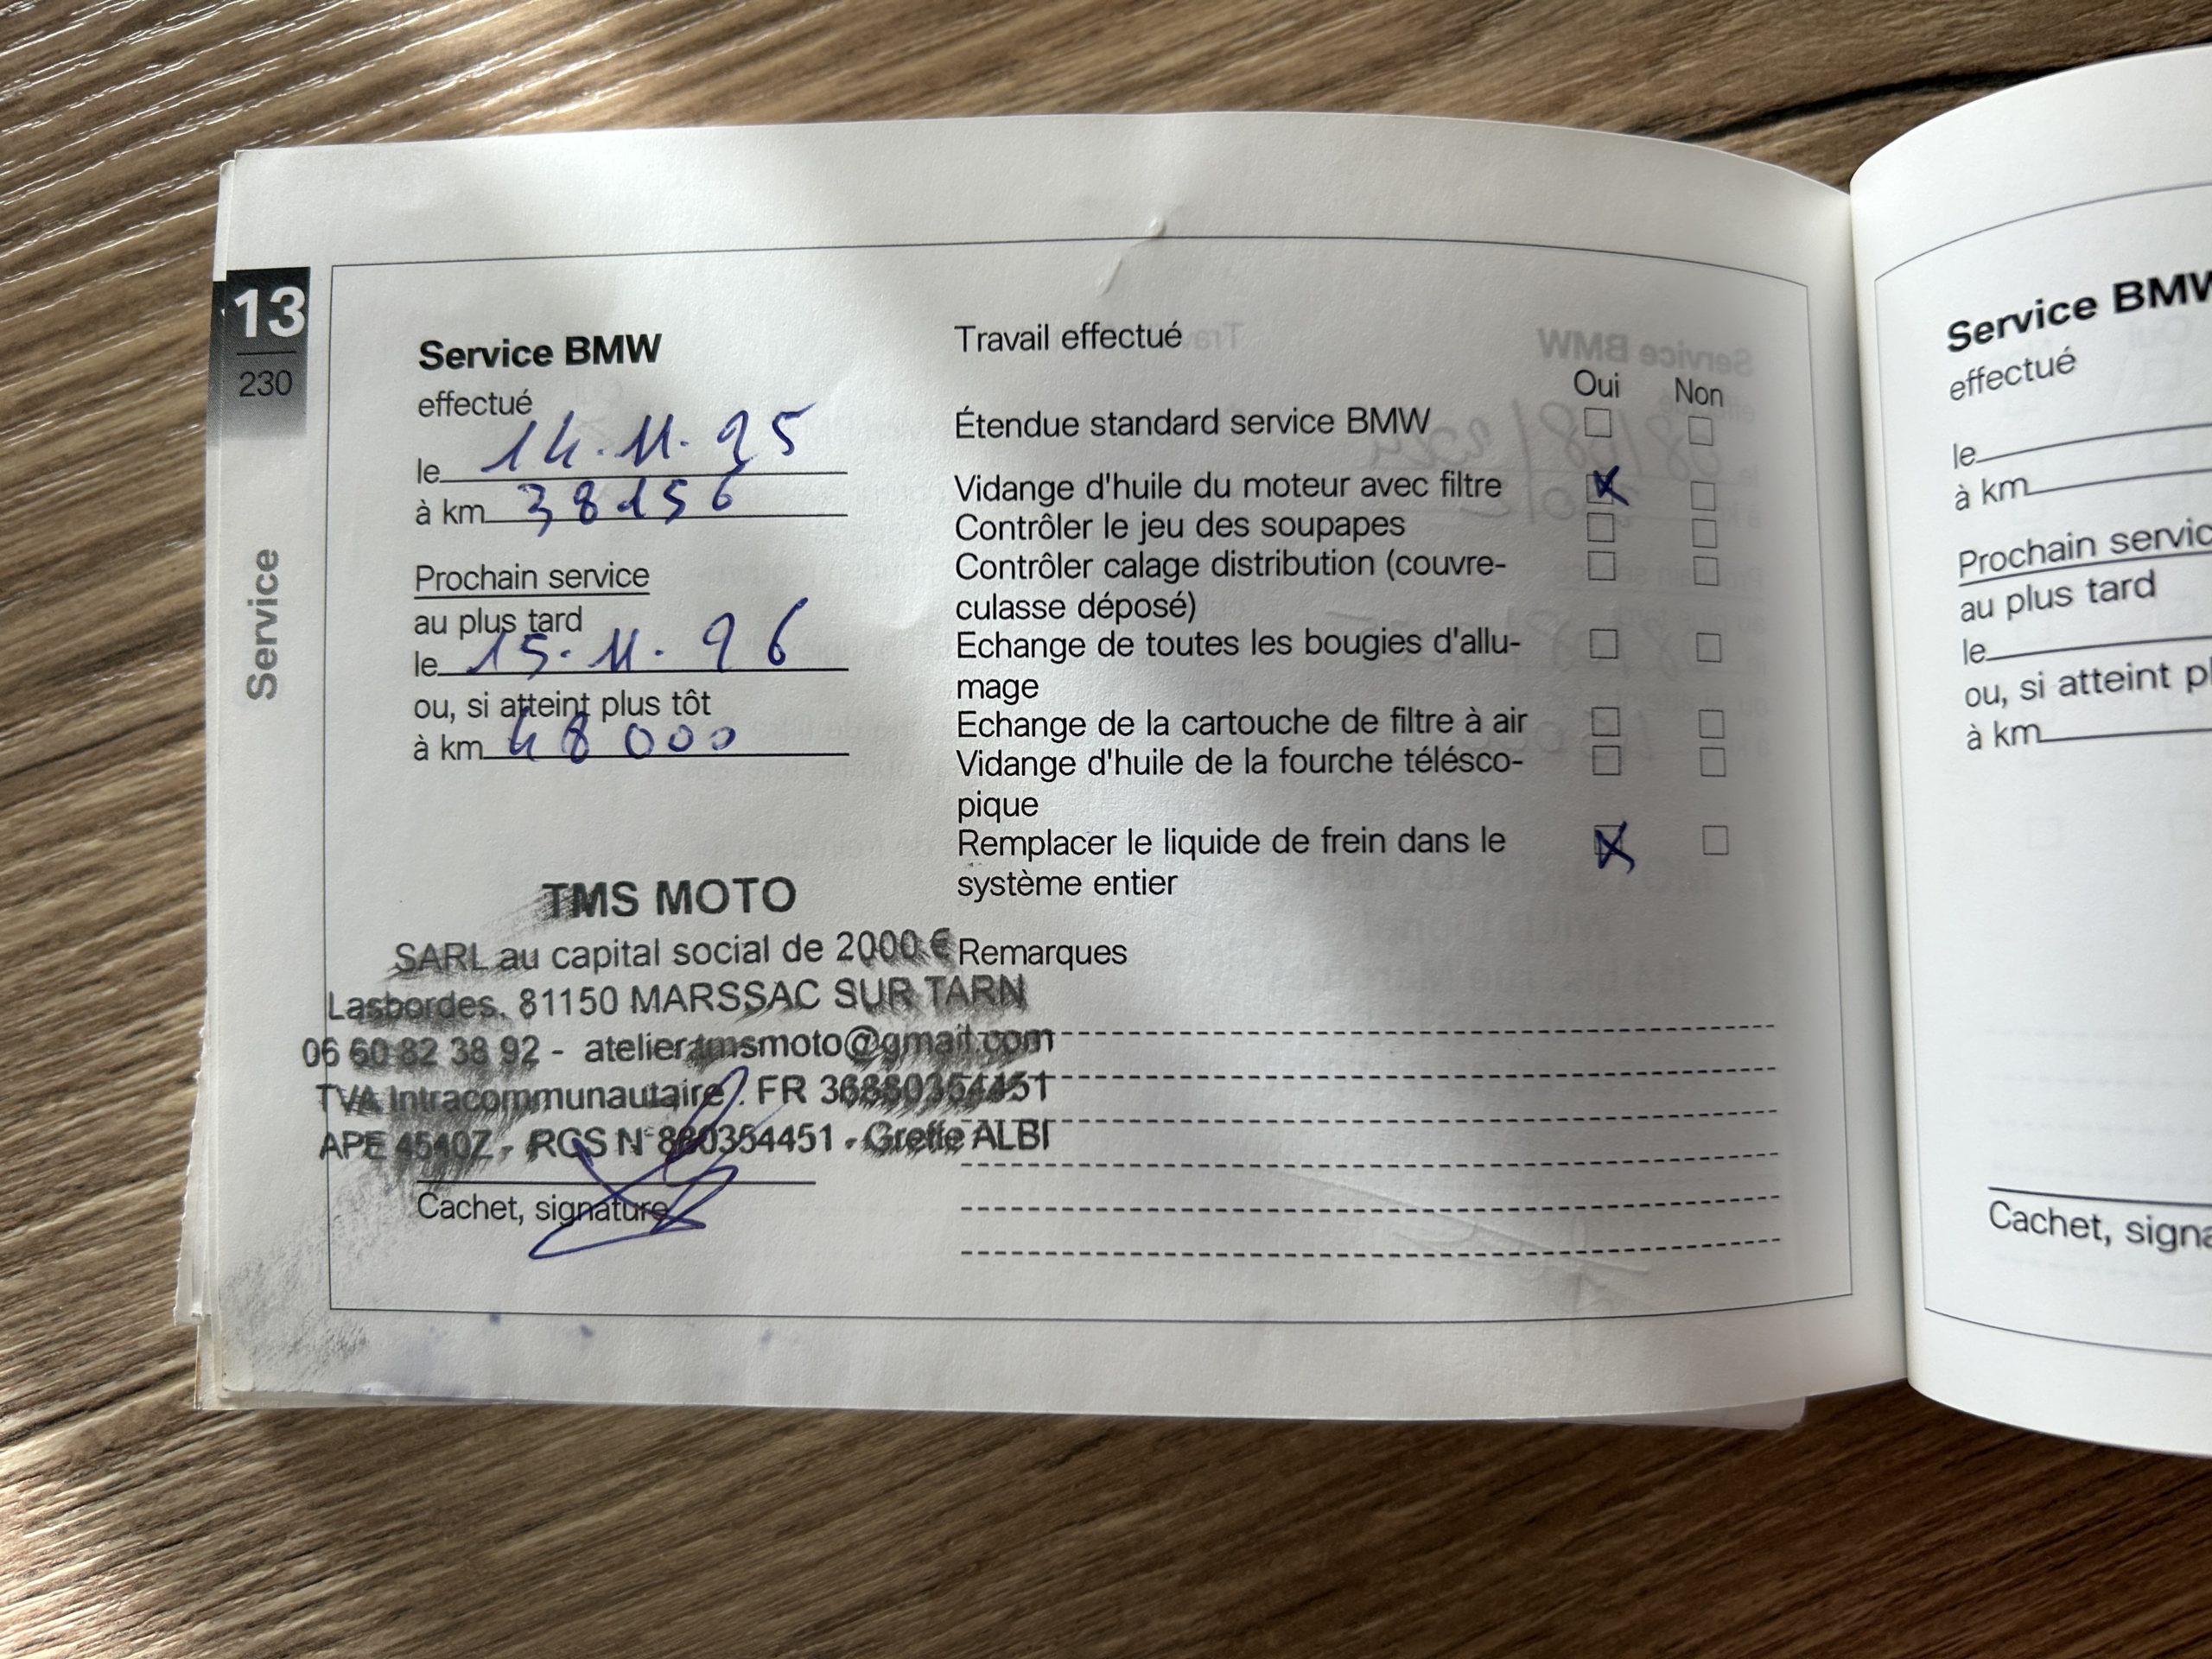 13
230
Service
Service BMW
effectué
le 14.11.25
à km 38156
Prochain service
au plus tard
le 15.11.26
ou, si atteint plus tôt
à km 48000
TMS MOTO
SARL au capital social de 2000 €
Lasbordes. 81150 MARSSAC SUR TARN
06 60 82 38 92 - atelier.tmsmoto@gmail.com
TVA Intracommunautaire : FR 36880354451
APE 4540Z - RCS N° 880354451 - Greffe ALBI
Cachet, signature
Travail effectué
Oui Non
Étendue standard service BMW
Vidange d'huile du moteur avec filtre
Contrôler le jeu des soupapes
Contrôler calage distribution (couvre-
culasse déposé)
Echange de toutes les bougies d'allu-
mage
Echange de la cartouche de filtre à air
Vidange d'huile de la fourche télésco-
pique
Remplacer le liquide de frein dans le
système entier
Remarques
Service BMW
effectué
le
à km
Prochain servic
au plus tard
le
ou, si atteint pl
à km
Cachet, signa